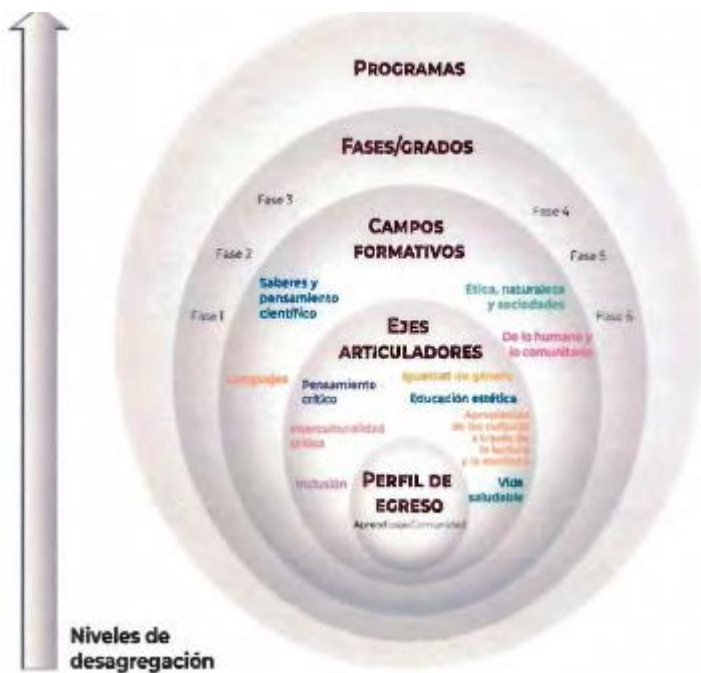 PROGRAMAS
FASES/GRADOS
Fase 3
Fase 4
CAMPOS
FORMATIVOS
Fase 2
Fase 5
Saberes y
pensamiento
científico
Ética, naturaleza
y sociedades
Fase 1
Fase 6
EJES
ARTICULADORES
De lo humano y
lo comunitario
Lenguajes
Pensamiento
crítico
Igualdad de género
Educación estética
Interculturalidad
crítica
Apropiación
de las culturas
a través de
la lectura
y la escritura
Inclusión
PERFIL DE
EGRESO
Vida
saludable
Aprendizaje/Comunidad
Niveles de
desagregación